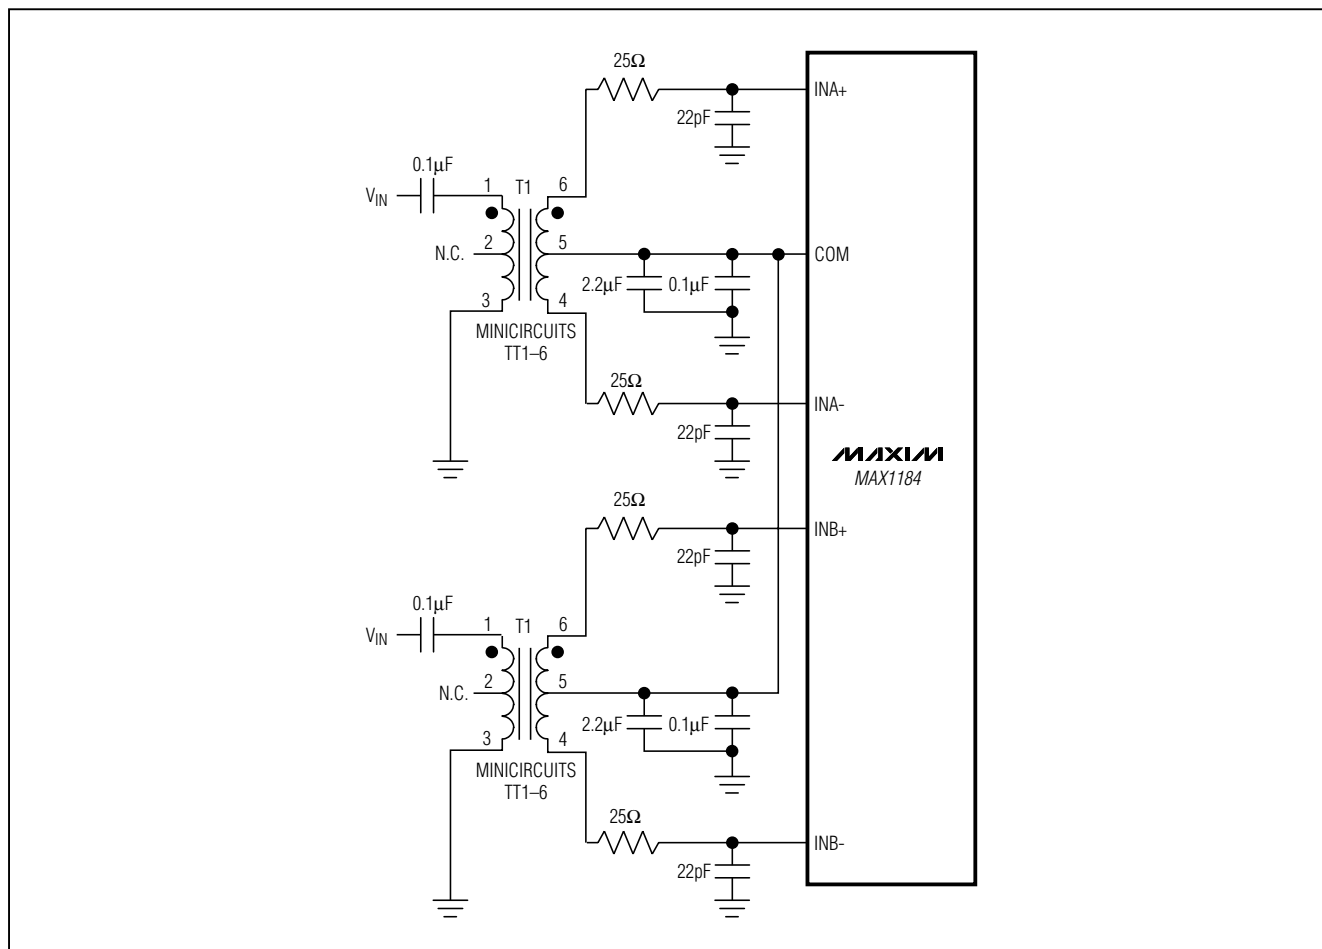 25Ω
INA+
22pF
0.1µF
1 T1 6
VIN
N.C. 2 5 COM
2.2µF 0.1µF
3 4
MINICIRCUITS
TT1–6
25Ω
INA-
22pF
MAXIM
MAX1184
25Ω
INB+
22pF
0.1µF
1 T1 6
VIN
N.C. 2 5
2.2µF 0.1µF
3 4
MINICIRCUITS
TT1–6
25Ω
INB-
22pF